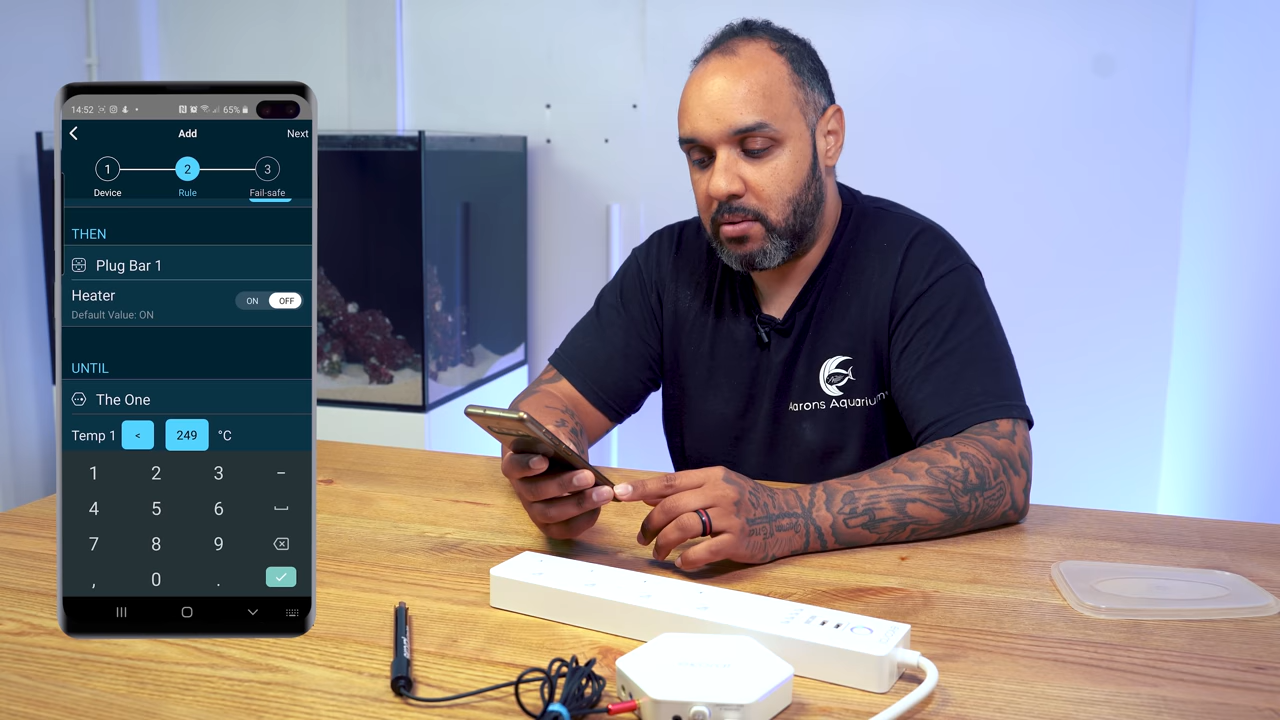 14:52
65%
Add
Next
1
2
3
Device
Rule
Fail-safe
THEN
Plug Bar 1
Heater
ON OFF
Default Value: ON
UNTIL
The One
Temp 1 < 249 °C
1 2 3 -
4 5 6
7 8 9
, 0 .
Aarons Aquarium